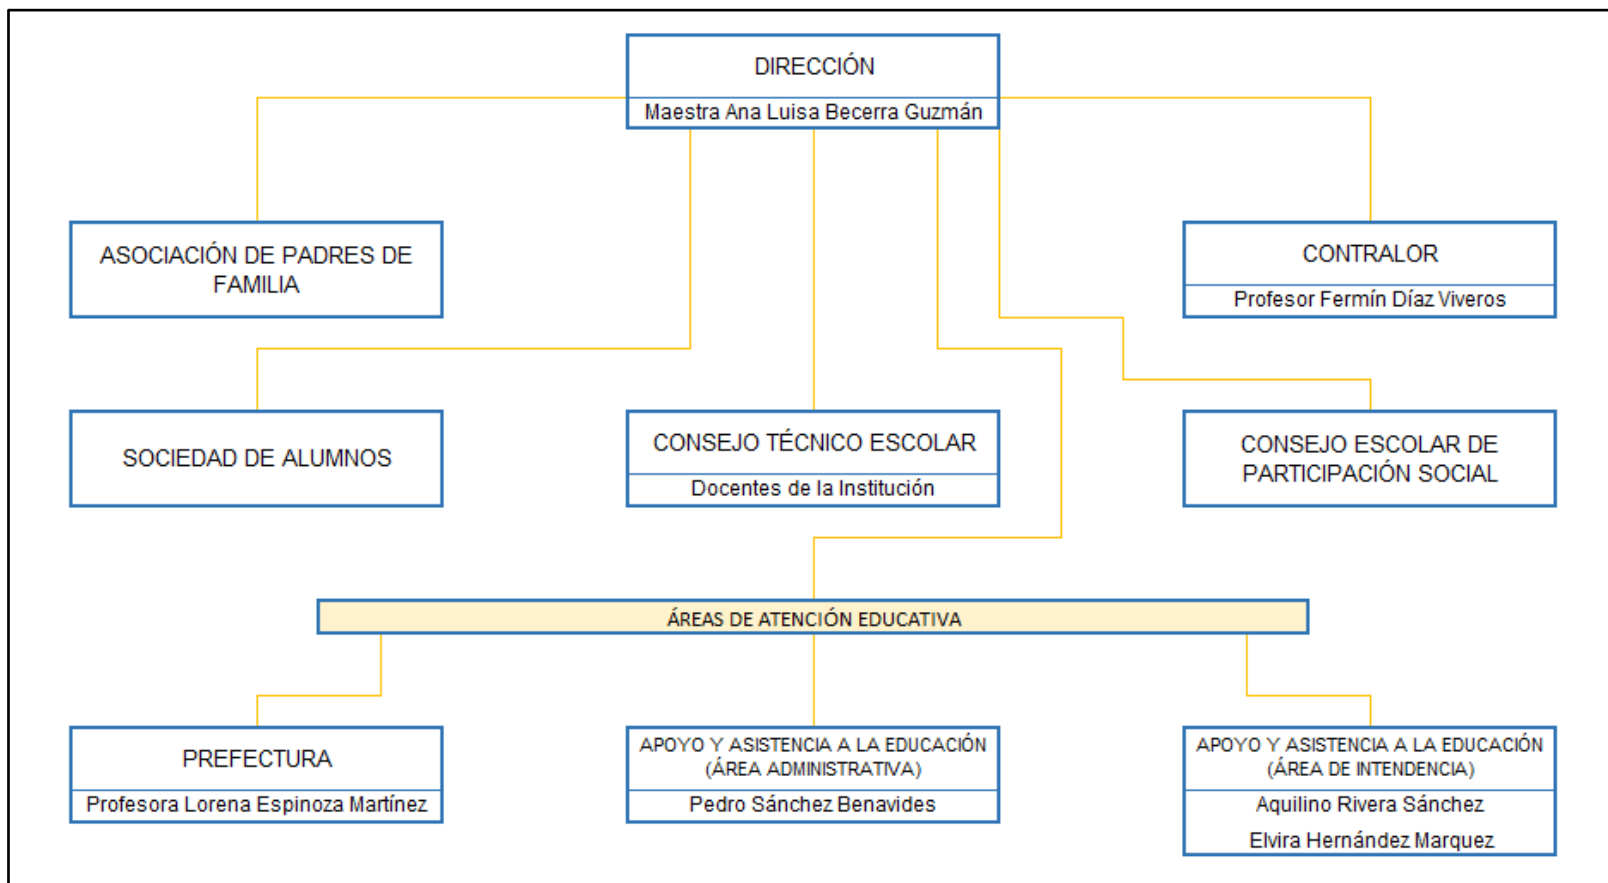 DIRECCIÓN
Maestra Ana Luisa Becerra Guzmán
ASOCIACIÓN DE PADRES DE
FAMILIA
CONTRALOR
Profesor Fermín Díaz Viveros
SOCIEDAD DE ALUMNOS
CONSEJO TÉCNICO ESCOLAR
Docentes de la Institución
CONSEJO ESCOLAR DE
PARTICIPACIÓN SOCIAL
ÁREAS DE ATENCIÓN EDUCATIVA
PREFECTURA
Profesora Lorena Espinoza Martínez
APOYO Y ASISTENCIA A LA EDUCACIÓN
(ÁREA ADMINISTRATIVA)
Pedro Sánchez Benavides
APOYO Y ASISTENCIA A LA EDUCACIÓN
(ÁREA DE INTENDENCIA)
Aquilino Rivera Sánchez
Elvira Hernández Marquez